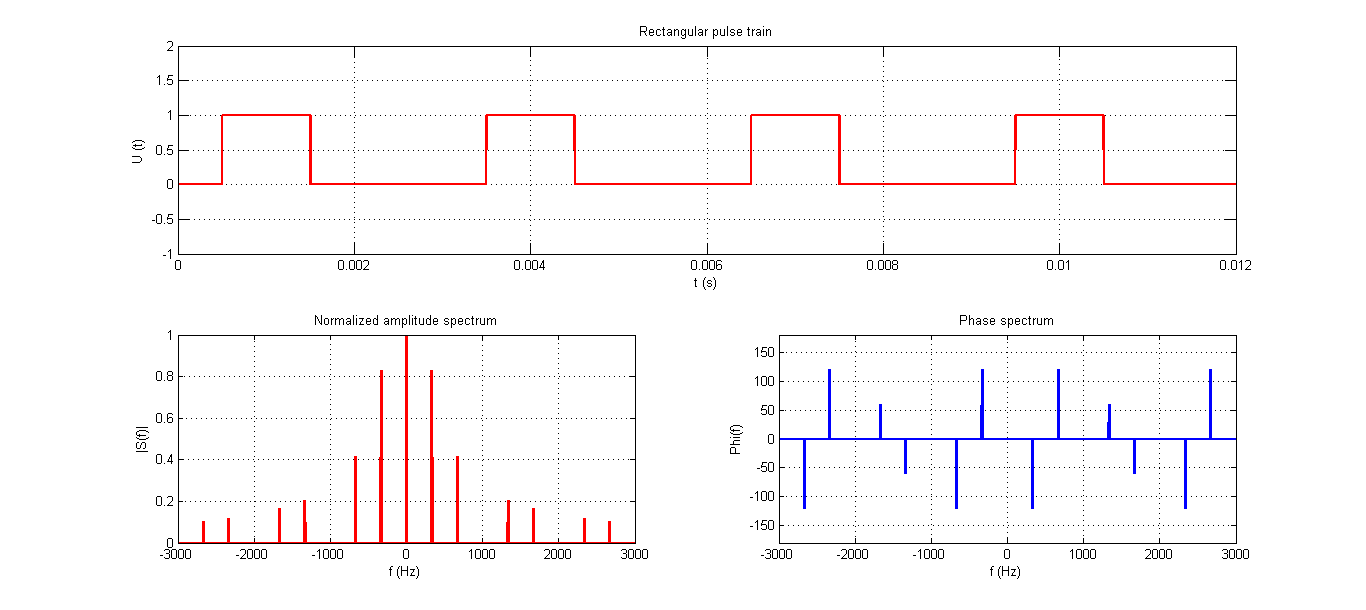 Rectangular pulse train
2
1.5
1
0.5
0
-0.5
-1
U (t)
0 0.002 0.004 0.006 0.008 0.01 0.012
t (s)
Normalized amplitude spectrum
1
0.8
0.6
0.4
0.2
0
|S(f)|
-3000 -2000 -1000 0 1000 2000 3000
f (Hz)
Phase spectrum
150
100
50
0
-50
-100
-150
Phi(f)
-3000 -2000 -1000 0 1000 2000 3000
f (Hz)